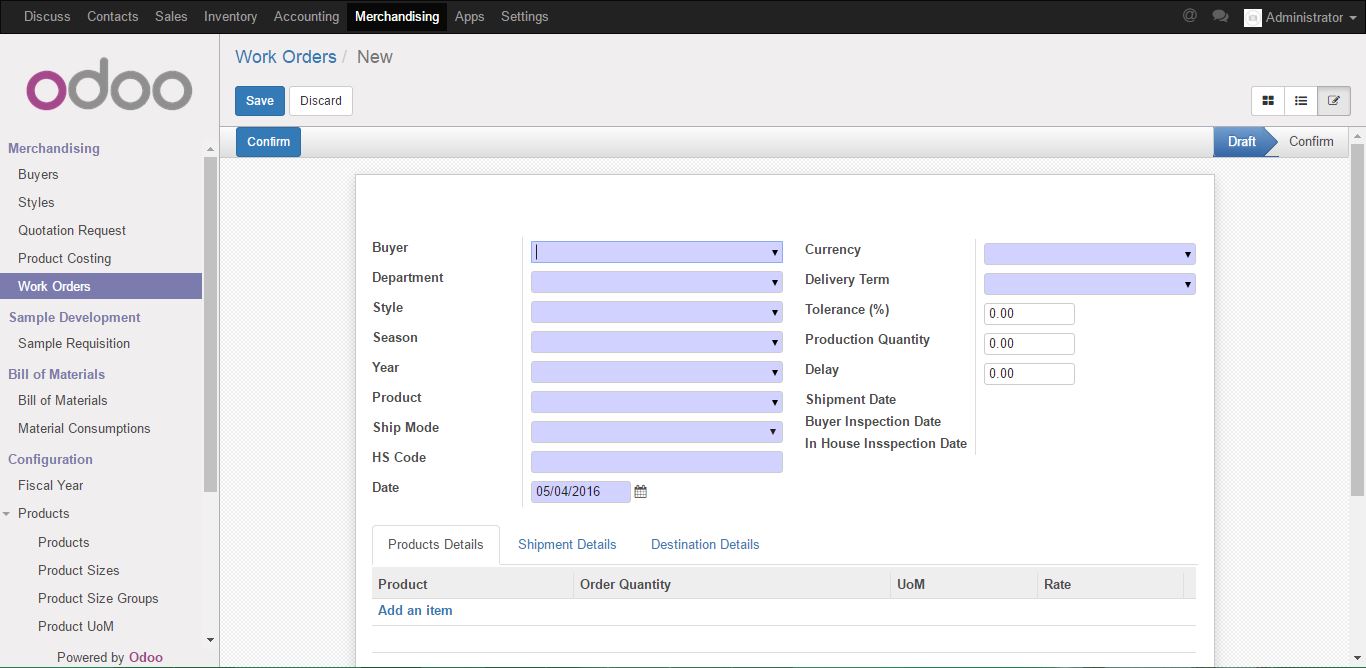 Discuss Contacts Sales Inventory Accounting Merchandising Apps Settings @ Administrator
odoo
Merchandising
Buyers
Styles
Quotation Request
Product Costing
Work Orders
Sample Development
Sample Requisition
Bill of Materials
Bill of Materials
Material Consumptions
Configuration
Fiscal Year
Products
Products
Product Sizes
Product Size Groups
Product UoM
Powered by Odoo
Work Orders / New
Save Discard
Confirm
Draft Confirm
Buyer
Department
Style
Season
Year
Product
Ship Mode
HS Code
Date 05/04/2016
Currency
Delivery Term
Tolerance (%) 0.00
Production Quantity 0.00
Delay 0.00
Shipment Date
Buyer Inspection Date
In House Insspection Date
Products Details Shipment Details Destination Details
Product Order Quantity UoM Rate
Add an item